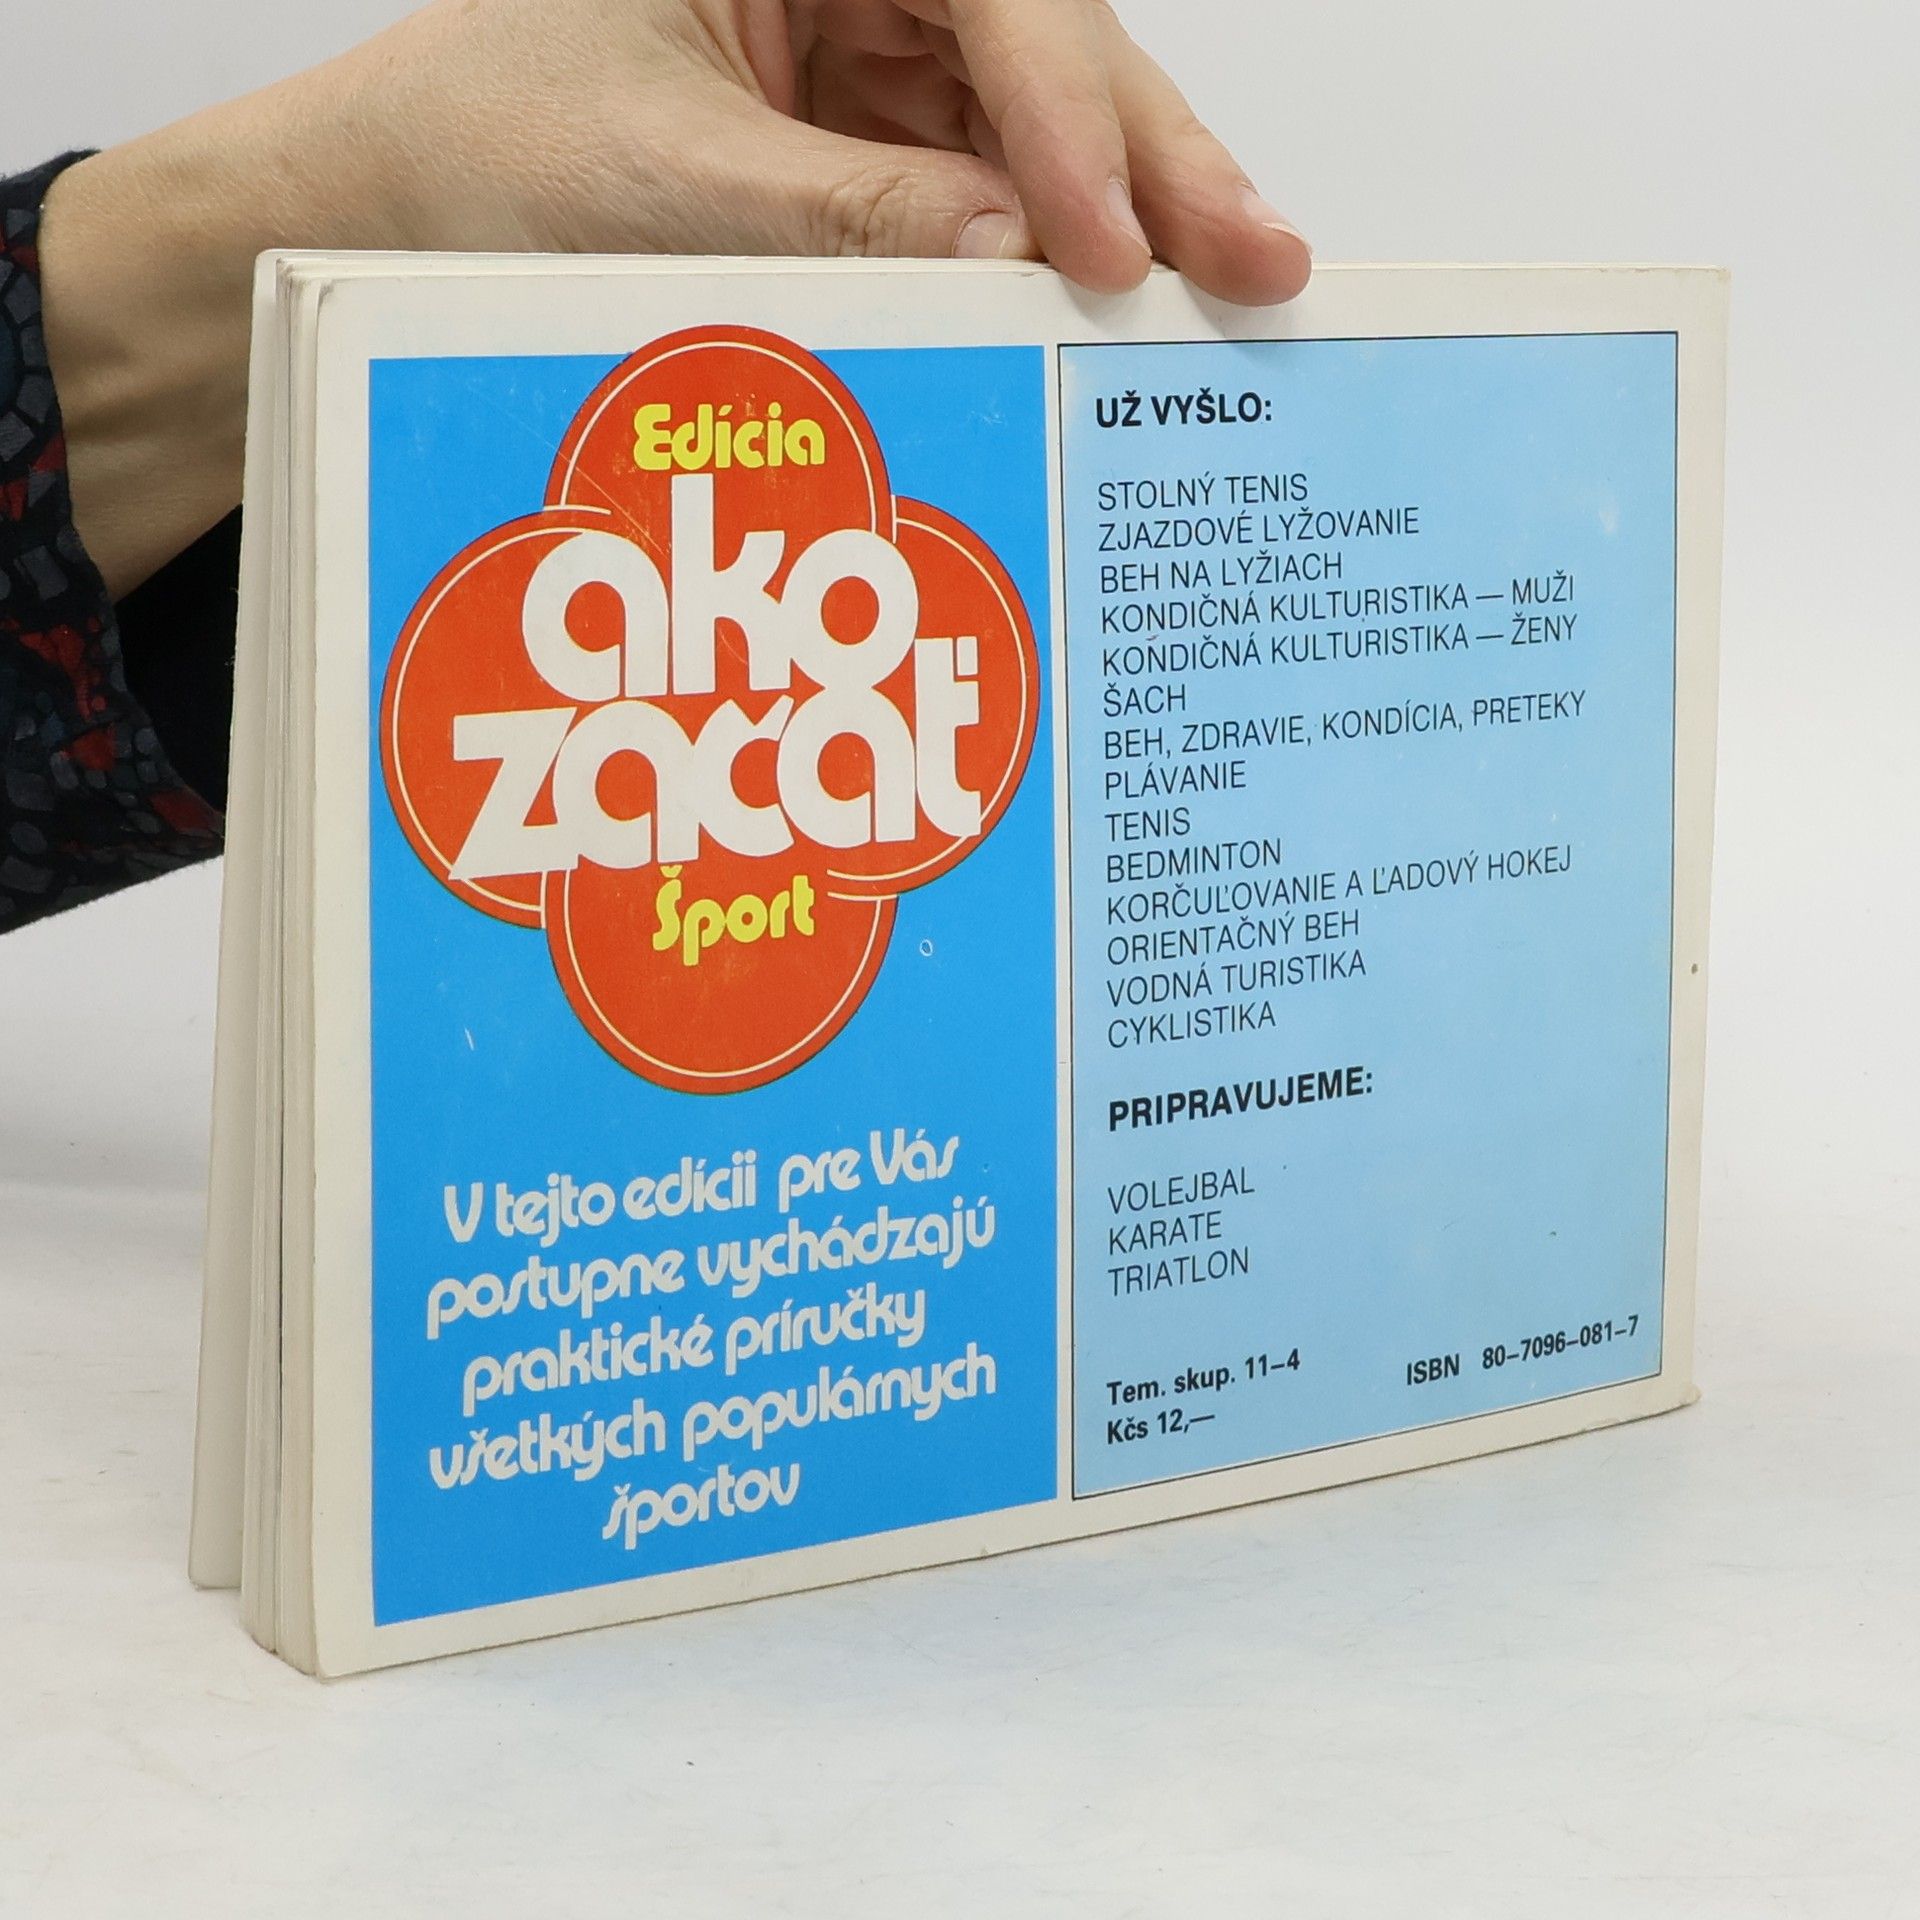 Edícia
ako
začať
Šport
V tejto edícii pre Vás
postupne vychádzajú
praktické príručky
všetkých populárnych
športov
UŽ VYŠLO:
STOLNÝ TENIS
ZJAZDOVÉ LYŽOVANIE
BEH NA LYŽIACH
KONDIČNÁ KULTURISTIKA — MUŽI
KONDIČNÁ KULTURISTIKA — ŽENY
ŠACH
BEH, ZDRAVIE, KONDÍCIA, PRETEKY
PLÁVANIE
TENIS
BEDMINTON
KORČUĽOVANIE A ĽADOVÝ HOKEJ
ORIENTAČNÝ BEH
VODNÁ TURISTIKA
CYKLISTIKA
PRIPRAVUJEME:
VOLEJBAL
KARATE
TRIATLON
Tem. skup. 11–4 ISBN 80–7096–081–7
Kčs 12,—